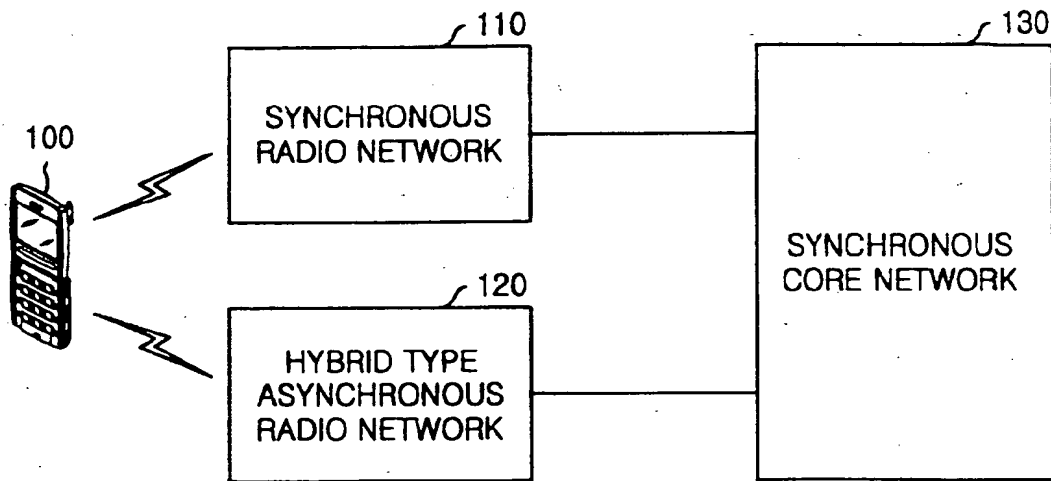 110
SYNCHRONOUS
RADIO NETWORK
130
SYNCHRONOUS
CORE NETWORK
100
120
HYBRID TYPE
ASYNCHRONOUS
RADIO NETWORK